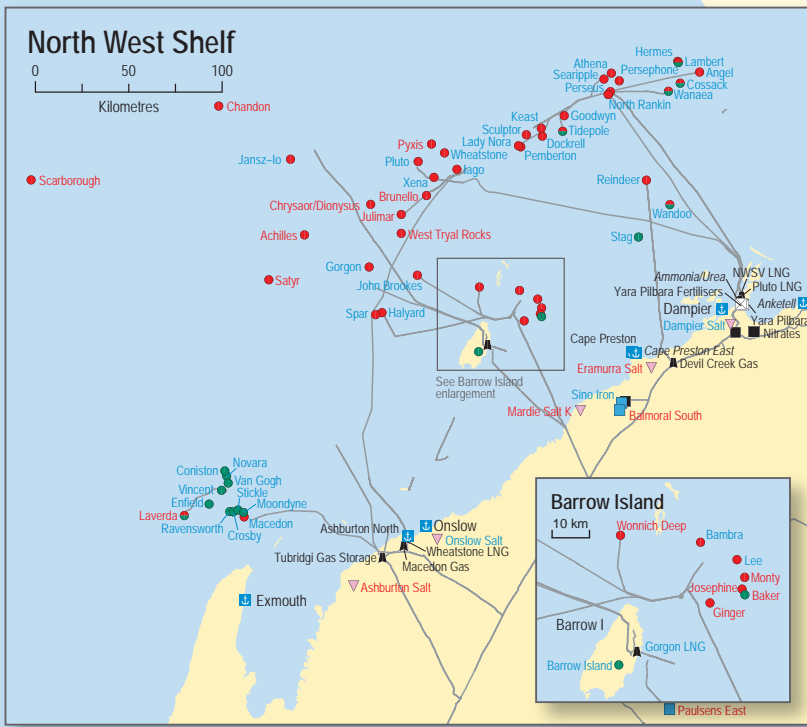 North West Shelf
0 50 100
Kilometres
Chandon
Scarborough
Jansz–Io
Chrysaor/Dionysus
Achilles
Satyr
Gorgon
Pyxis
Pluto
Wheatstone
Xena
Jago
Brunello
Julimar
West Tryal Rocks
John Brookes
Spar
Halyard
Keast
Sculptor
Lady Nora
Pemberton
Dockrell
Tidepole
Goodwyn
Athena
Searipple
Perseus
Persephone
North Rankin
Hermes
Lambert
Angel
Cossack
Wanaea
Reindeer
Wandoo
Stag
Ammonia/Urea
NWSV LNG
Pluto LNG
Yara Pilbara Fertilisers
Anketell
Dampier
Yara Pilbara
Nitrates
Dampier Salt
Cape Preston
Cape Preston East
Devil Creek Gas
Eramurra Salt
Sino Iron
Mardie Salt K
Balmoral South
See Barrow Island
enlargement
Coniston
Novara
Van Gogh
Vincent
Stickle
Enfield
Moondyne
Laverda
Ravensworth
Crosby
Macedon
Ashburton North
Onslow
Onslow Salt
Wheatstone LNG
Tubridgi Gas Storage
Macedon Gas
Ashburton Salt
Exmouth
Barrow Island
10 km
Wonnich Deep
Bambra
Lee
Monty
Josephine
Baker
Ginger
Barrow I
Gorgon LNG
Barrow Island
Paulsens East